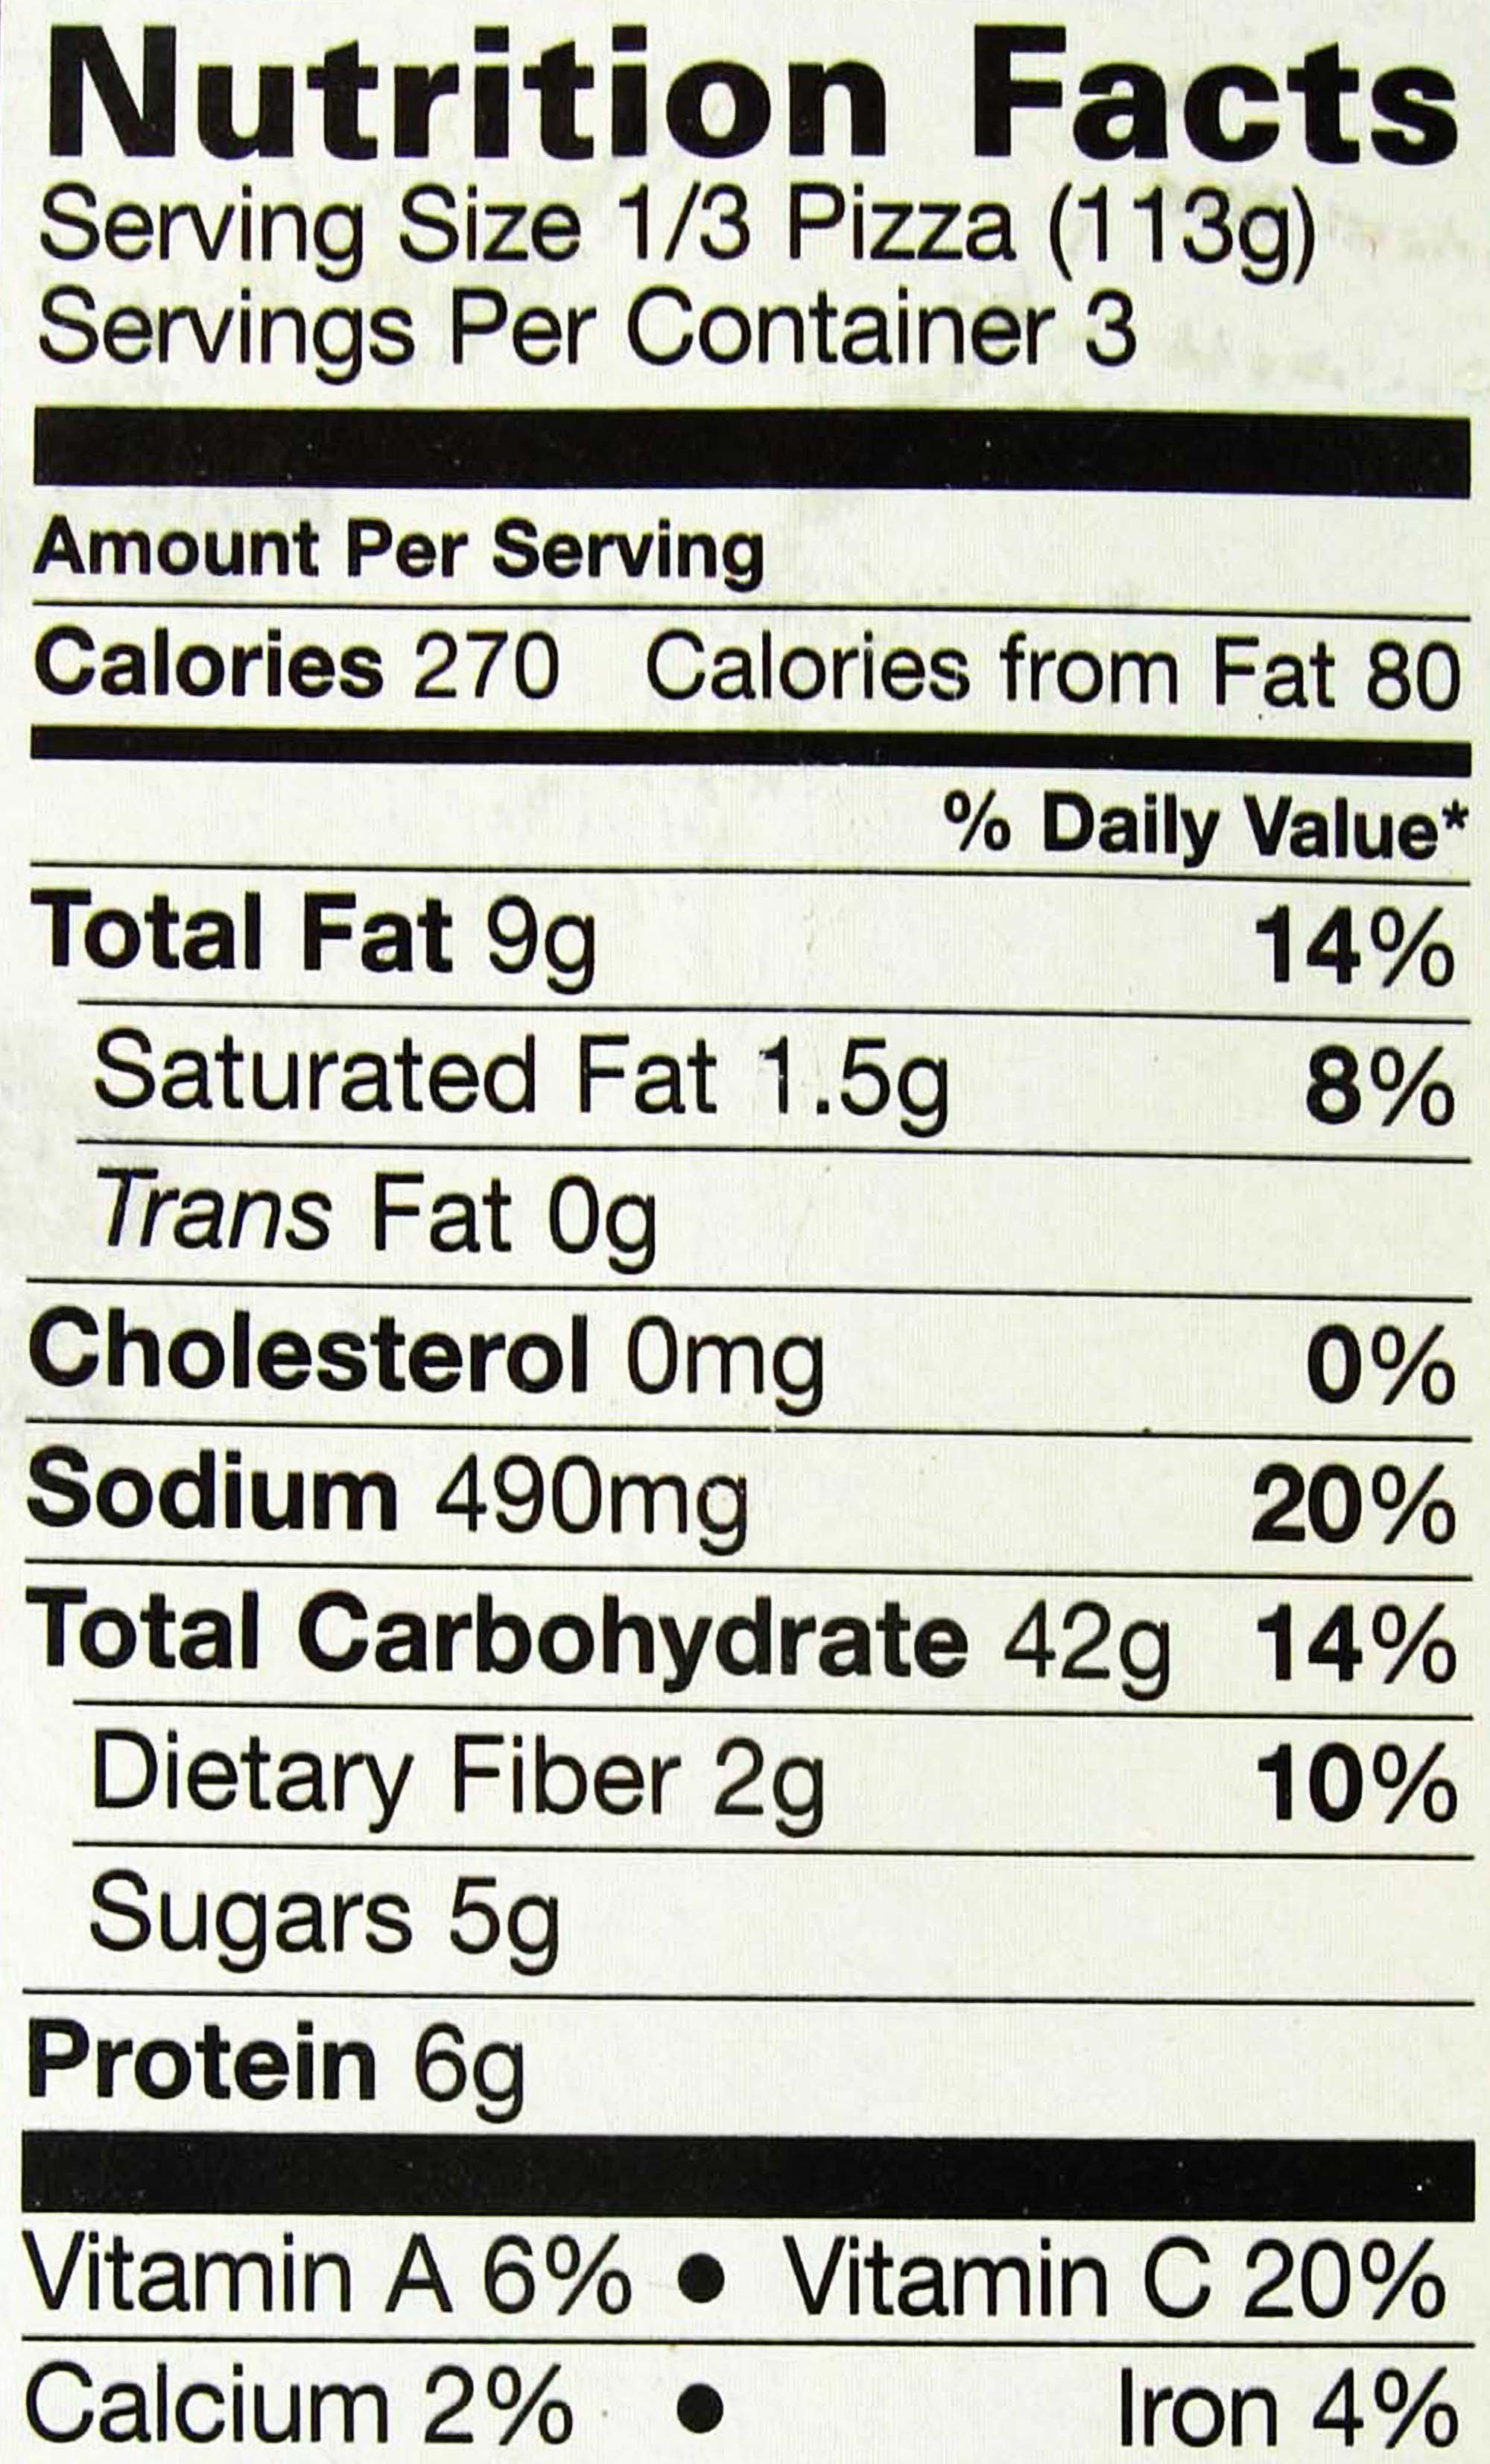 Nutrition Facts
Serving Size 1/3 Pizza (113g)
Servings Per Container 3
Amount Per Serving
Calories 270 Calories from Fat 80
% Daily Value*
Total Fat 9g 14%
Saturated Fat 1.5g 8%
Trans Fat 0g
Cholesterol 0mg 0%
Sodium 490mg 20%
Total Carbohydrate 42g 14%
Dietary Fiber 2g 10%
Sugars 5g
Protein 6g
Vitamin A 6% • Vitamin C 20%
Calcium 2% • Iron 4%